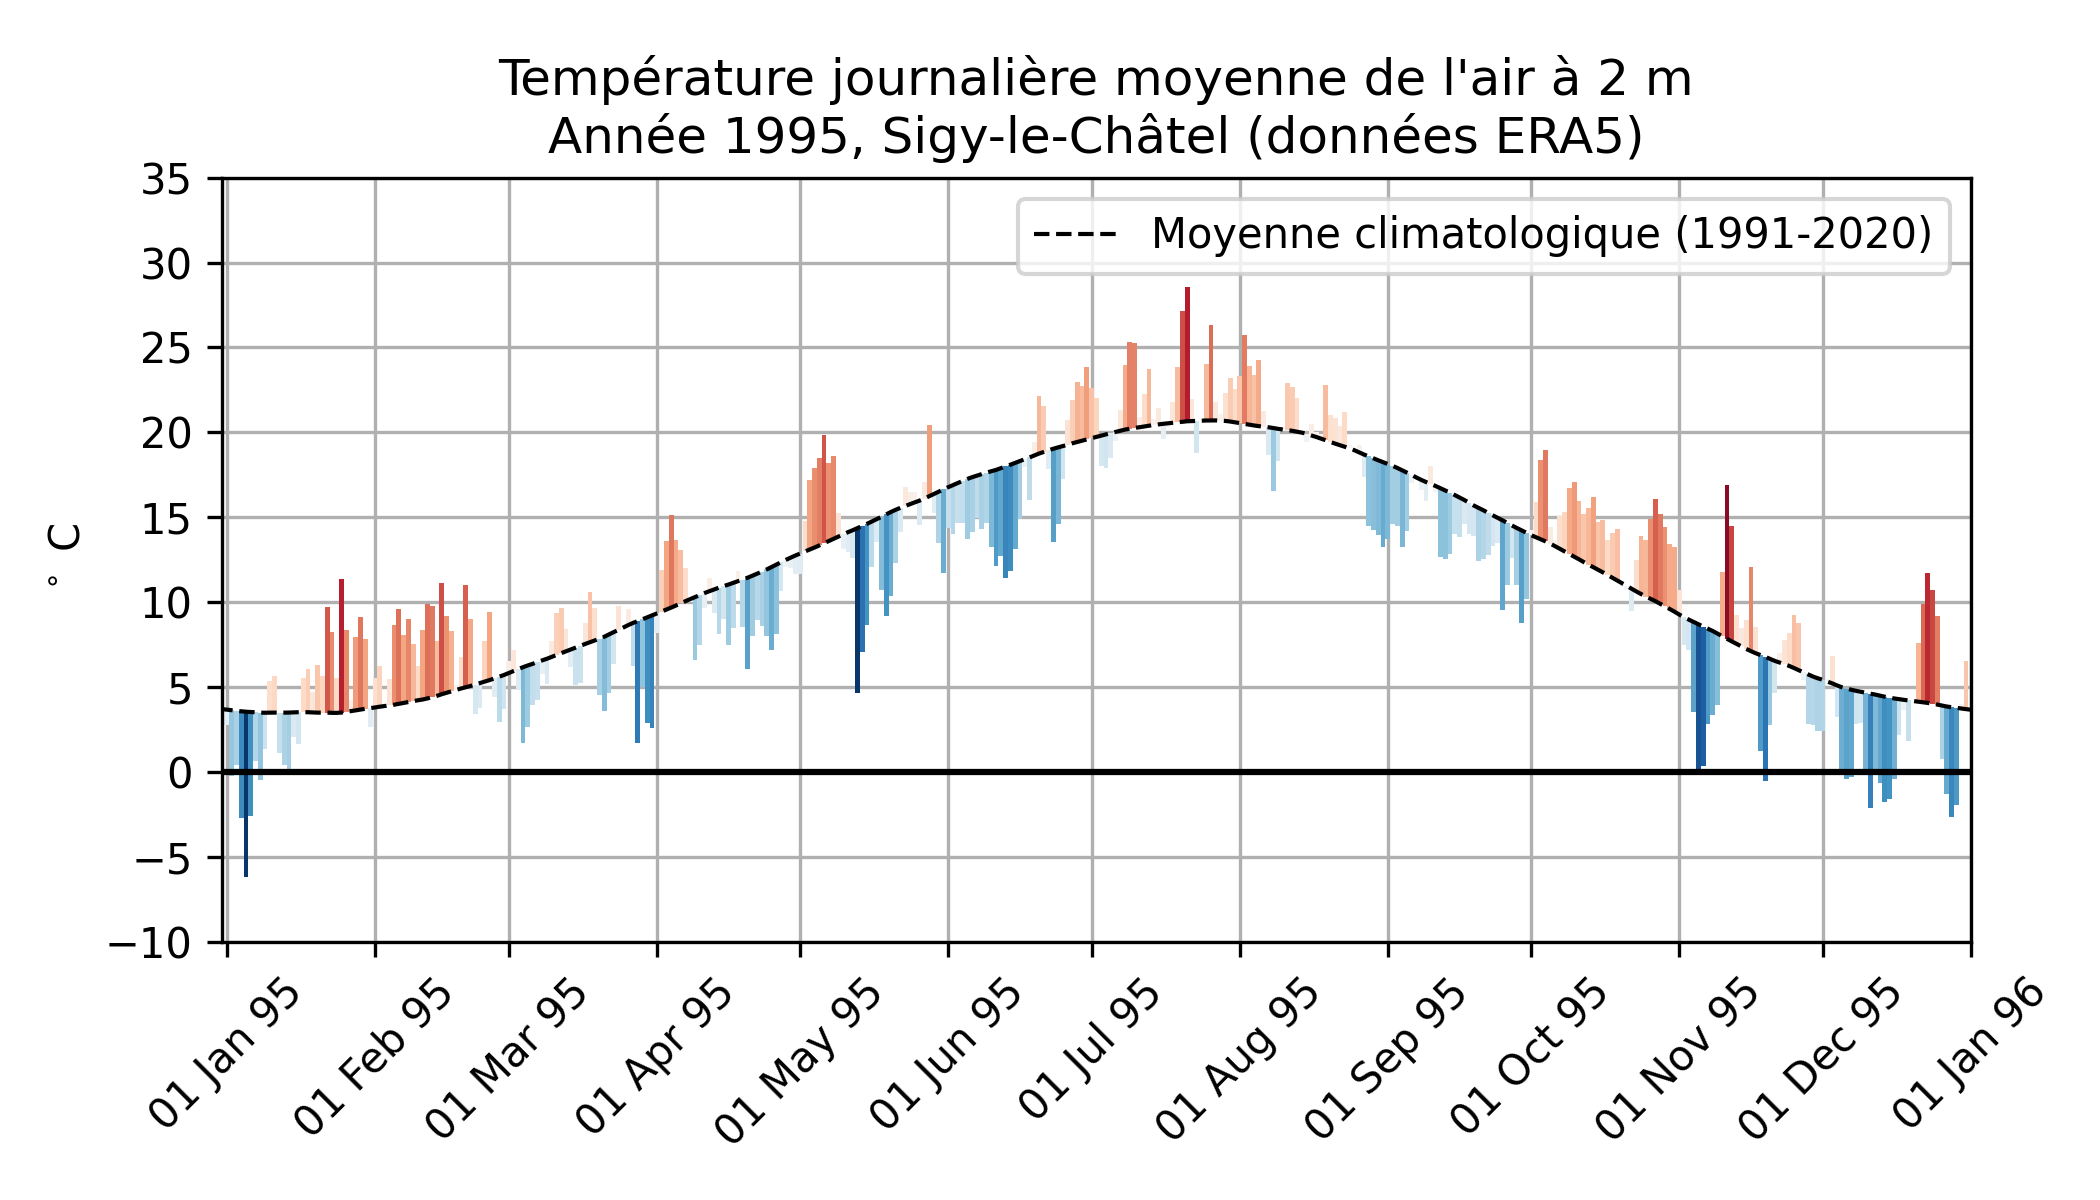 Température journalière moyenne de l'air à 2 m
Année 1995, Sigy-le-Châtel (données ERA5)
Moyenne climatologique (1991-2020)
° C
35
30
25
20
15
10
5
0
−5
−10
01 Jan 95
01 Feb 95
01 Mar 95
01 Apr 95
01 May 95
01 Jun 95
01 Jul 95
01 Aug 95
01 Sep 95
01 Oct 95
01 Nov 95
01 Dec 95
01 Jan 96